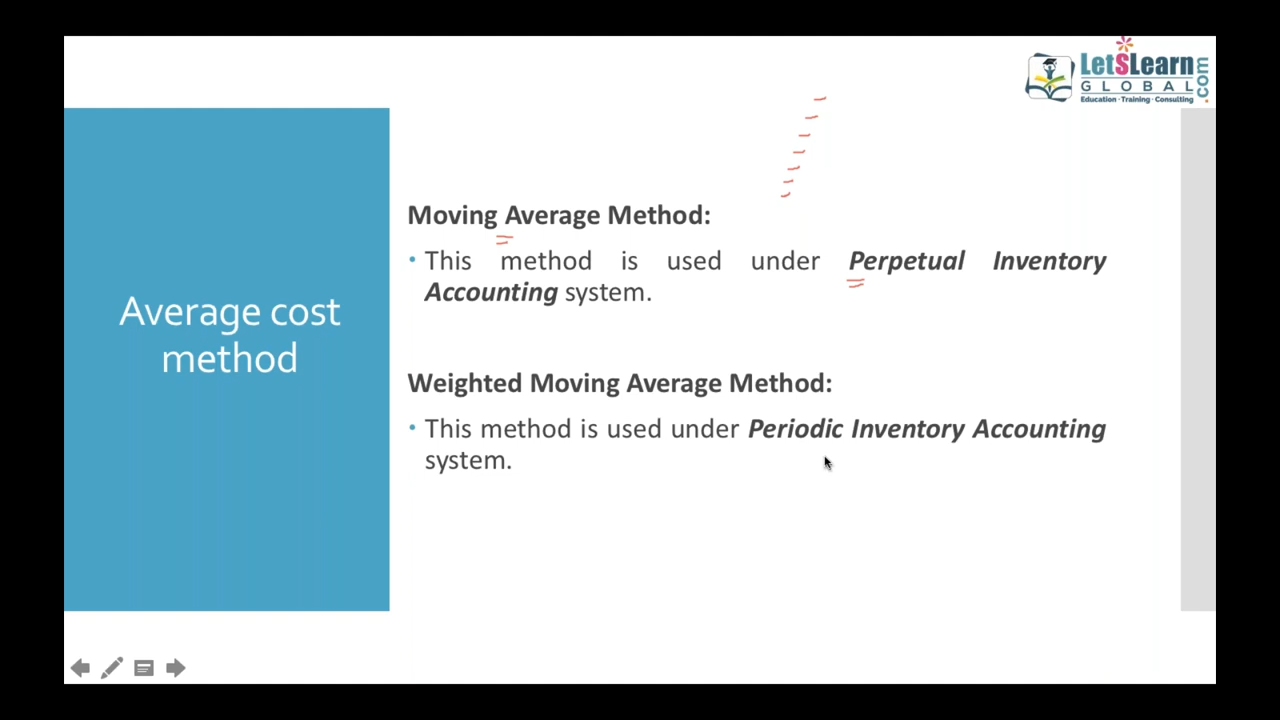 LetSLearn
.com
GLOBAL
Education · Training · Consulting
Average cost
method
Moving Average Method:
• This method is used under Perpetual Inventory
Accounting system.
Weighted Moving Average Method:
• This method is used under Periodic Inventory Accounting
system.